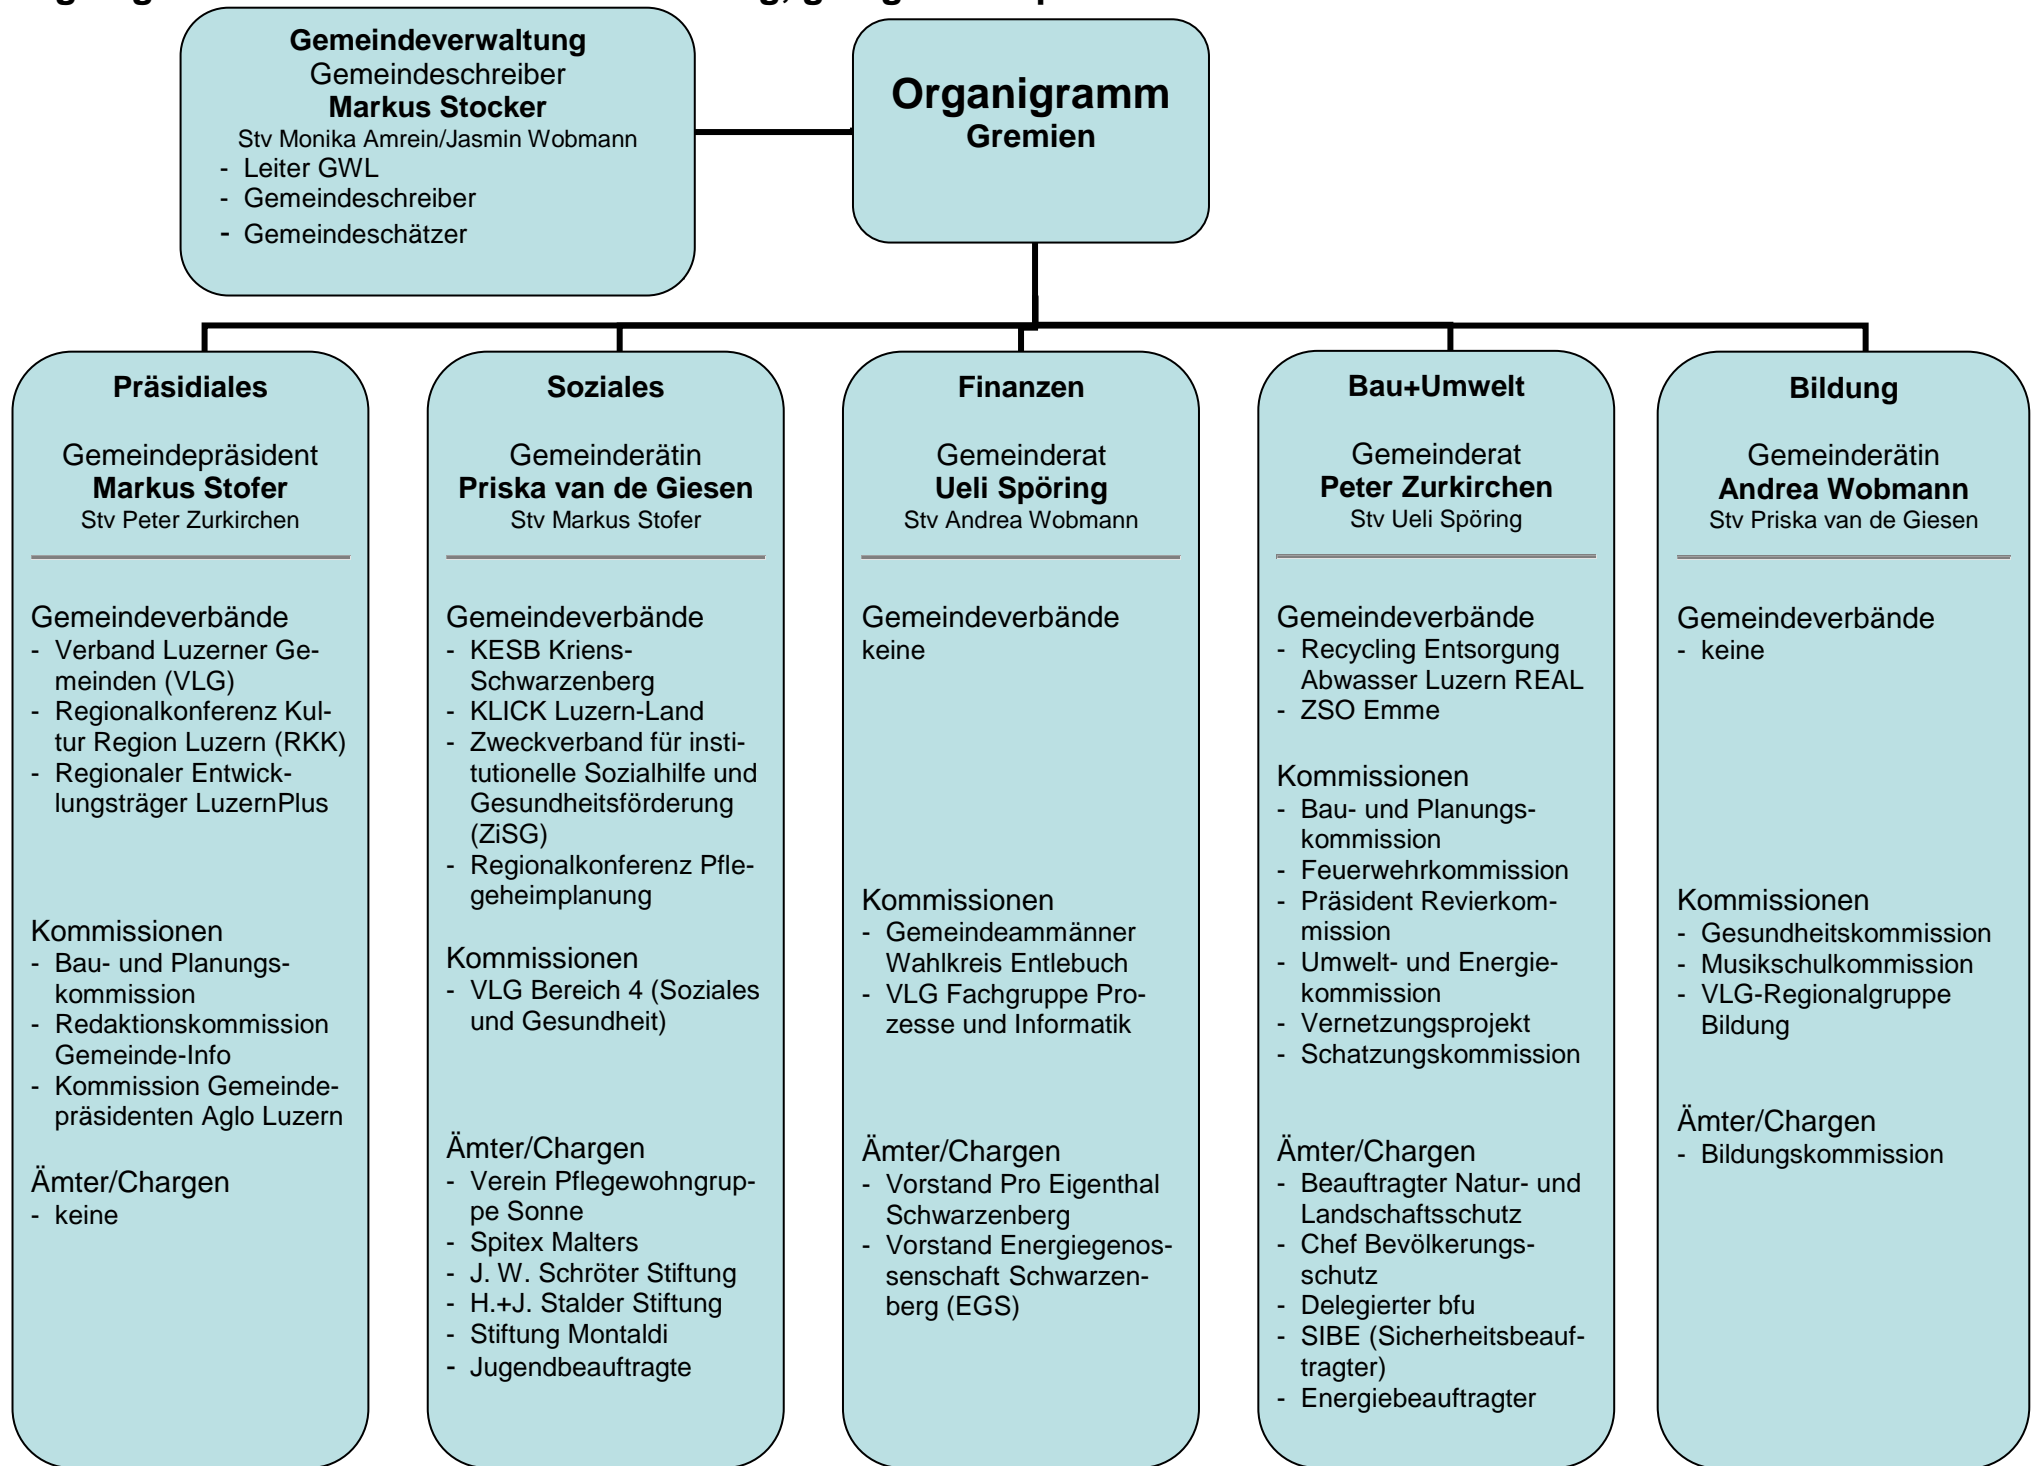 Gemeindeverwaltung
Gemeindeschreiber
Markus Stocker
Stv Monika Amrein/Jasmin Wobmann
- Leiter GWL
- Gemeindeschreiber
- Gemeindeschätzer
Organigramm
Gremien
Präsidiales
Gemeindepräsident
Markus Stofer
Stv Peter Zurkirchen
Gemeindeverbände
- Verband Luzerner Ge-
meinden (VLG)
- Regionalkonferenz Kul-
tur Region Luzern (RKK)
- Regionaler Entwick-
lungsträger LuzernPlus
Kommissionen
- Bau- und Planungs-
kommission
- Redaktionskommission
Gemeinde-Info
- Kommission Gemeinde-
präsidenten Aglo Luzern
Ämter/Chargen
- keine
Soziales
Gemeinderätin
Priska van de Giesen
Stv Markus Stofer
Gemeindeverbände
- KESB Kriens-
Schwarzenberg
- KLICK Luzern-Land
- Zweckverband für insti-
tutionelle Sozialhilfe und
Gesundheitsförderung
(ZiSG)
- Regionalkonferenz Pfle-
geheimplanung
Kommissionen
- VLG Bereich 4 (Soziales
und Gesundheit)
Ämter/Chargen
- Verein Pflegewohngrup-
pe Sonne
- Spitex Malters
- J. W. Schröter Stiftung
- H.+J. Stalder Stiftung
- Stiftung Montaldi
- Jugendbeauftragte
Finanzen
Gemeinderat
Ueli Spöring
Stv Andrea Wobmann
Gemeindeverbände
keine
Kommissionen
- Gemeindeammänner
Wahlkreis Entlebuch
- VLG Fachgruppe Pro-
zesse und Informatik
Ämter/Chargen
- Vorstand Pro Eigenthal
Schwarzenberg
- Vorstand Energiegenos-
senschaft Schwarzen-
berg (EGS)
Bau+Umwelt
Gemeinderat
Peter Zurkirchen
Stv Ueli Spöring
Gemeindeverbände
- Recycling Entsorgung
Abwasser Luzern REAL
- ZSO Emme
Kommissionen
- Bau- und Planungs-
kommission
- Feuerwehrkommission
- Präsident Revierkom-
mission
- Umwelt- und Energie-
kommission
- Vernetzungsprojekt
- Schatzungskommission
Ämter/Chargen
- Beauftragter Natur- und
Landschaftsschutz
- Chef Bevölkerungs-
schutz
- Delegierter bfu
- SIBE (Sicherheitsbeauf-
tragter)
- Energiebeauftragter
Bildung
Gemeinderätin
Andrea Wobmann
Stv Priska van de Giesen
Gemeindeverbände
- keine
Kommissionen
- Gesundheitskommission
- Musikschulkommission
- VLG-Regionalgruppe
Bildung
Ämter/Chargen
- Bildungskommission